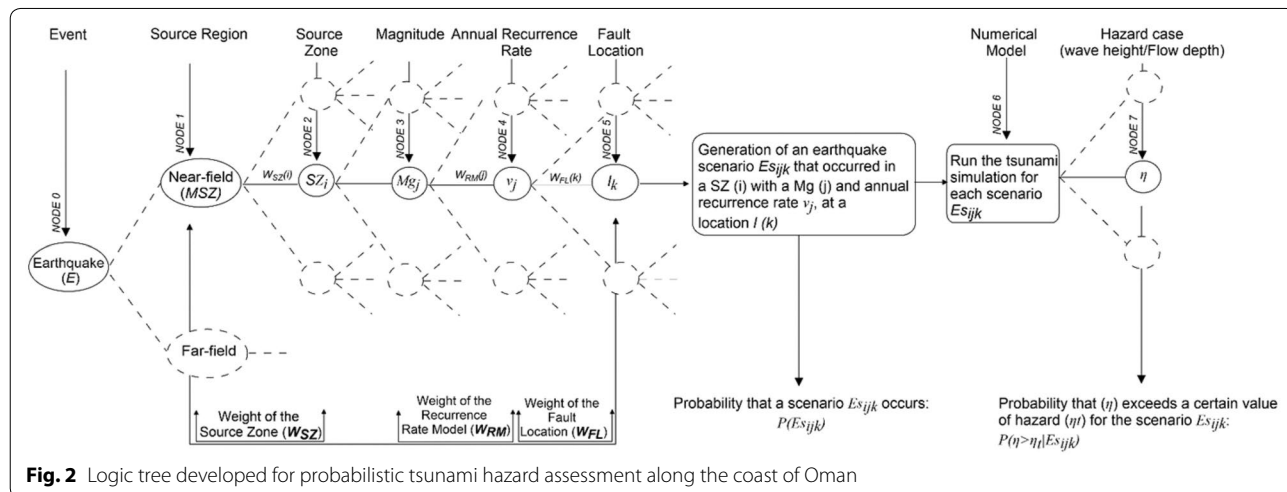 Event
Source Region
Source
Zone
Magnitude
Annual Recurrence
Rate
Fault
Location
Numerical
Model
Hazard case
(wave height/Flow depth)
NODE 0
NODE 1
NODE 2
NODE 3
NODE 4
NODE 5
NODE 6
NODE 7
Earthquake
(E)
Near-field
(MSZ)
Far-field
W_SZ(i)
SZ_i
Mg_j
W_RM(j)
v_j
W_FL(k)
l_k
Generation of an earthquake
scenario Es_ijk that occurred in
a SZ (i) with a Mg (j) and annual
recurrence rate v_j, at a
location l (k)
Run the tsunami
simulation for
each scenario
Es_ijk
η
Weight of the
Source Zone (W_SZ)
Weight of the
Recurrence
Rate Model (W_RM)
Weight of the
Fault
Location (W_FL)
Probability that a scenario Es_ijk occurs:
P(Es_ijk)
Probability that (η) exceeds a certain value
of hazard (η_t) for the scenario Es_ijk:
P(η>η_t|Es_ijk)
Fig. 2 Logic tree developed for probabilistic tsunami hazard assessment along the coast of Oman